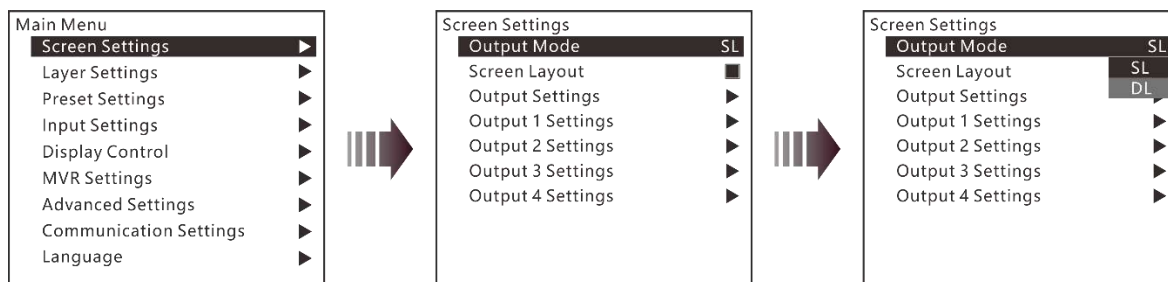 Main Menu
Screen Settings
Layer Settings
Preset Settings
Input Settings
Display Control
MVR Settings
Advanced Settings
Communication Settings
Language
Screen Settings
Output Mode SL
Screen Layout
Output Settings
Output 1 Settings
Output 2 Settings
Output 3 Settings
Output 4 Settings
Screen Settings
Output Mode SL
Screen Layout SL
Output Settings DL
Output 1 Settings
Output 2 Settings
Output 3 Settings
Output 4 Settings